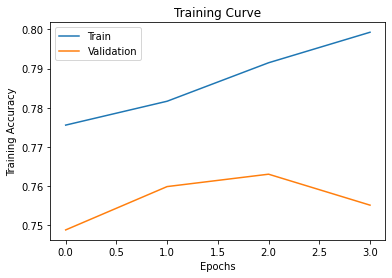 Training Curve
Train
Validation
Training Accuracy
0.80
0.79
0.78
0.77
0.76
0.75
0.0 0.5 1.0 1.5 2.0 2.5 3.0
Epochs